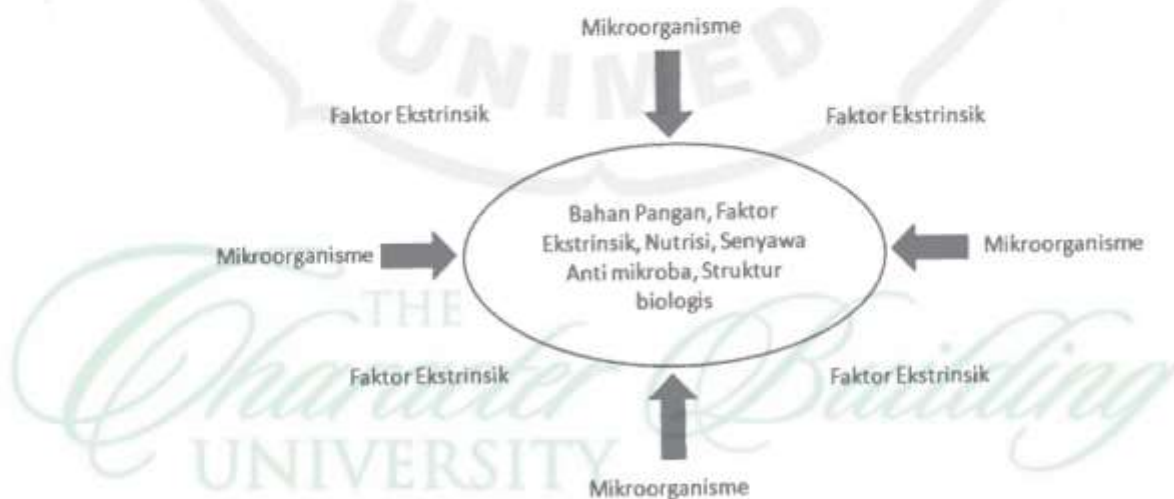 UNIMED
Mikroorganisme
Faktor Ekstrinsik
Faktor Ekstrinsik
Bahan Pangan, Faktor
Ekstrinsik, Nutrisi, Senyawa
Anti mikroba, Struktur
biologis
Mikroorganisme
Mikroorganisme
THE
Character Building
UNIVERSITY
Faktor Ekstrinsik
Faktor Ekstrinsik
Mikroorganisme